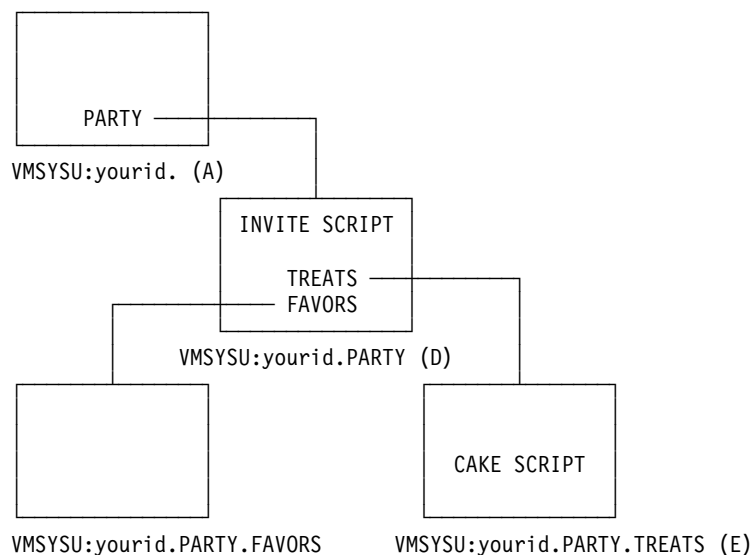 PARTY
VMSYSU:yourid. (A)
INVITE SCRIPT
TREATS
FAVORS
VMSYSU:yourid.PARTY (D)
CAKE SCRIPT
VMSYSU:yourid.PARTY.FAVORS VMSYSU:yourid.PARTY.TREATS (E)